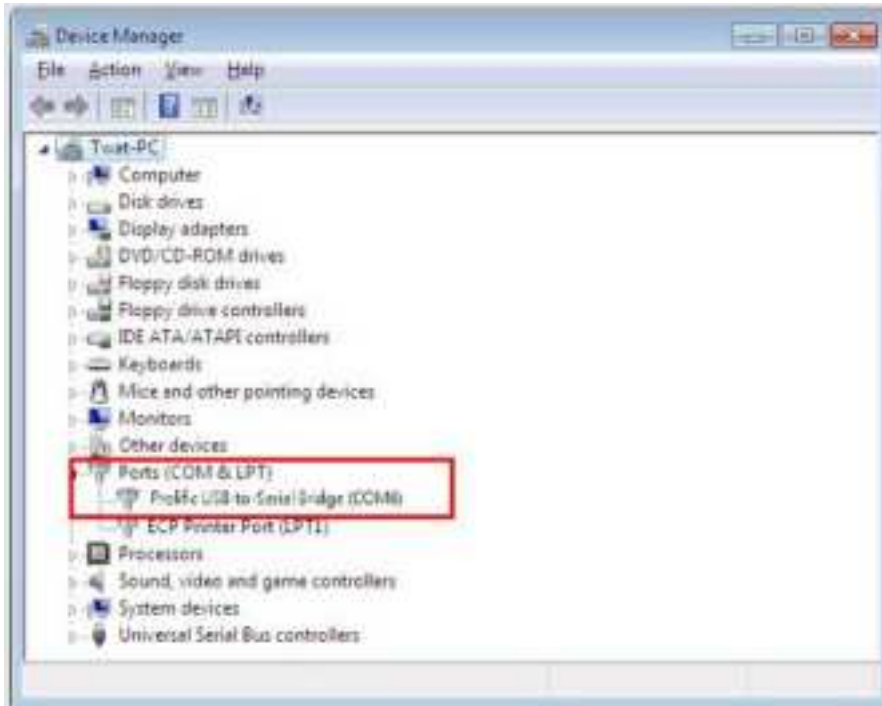 Device Manager
File Action View Help
Twat-PC
Computer
Disk drives
Display adapters
DVD/CD-ROM drives
Floppy disk drives
Floppy drive controllers
IDE ATA/ATAPI controllers
Keyboards
Mice and other pointing devices
Monitors
Other devices
Ports (COM & LPT)
Prolific USB-to-Serial Bridge
ECP Printer Port (LPT1)
Processors
Sound, video and game controllers
System devices
Universal Serial Bus controllers